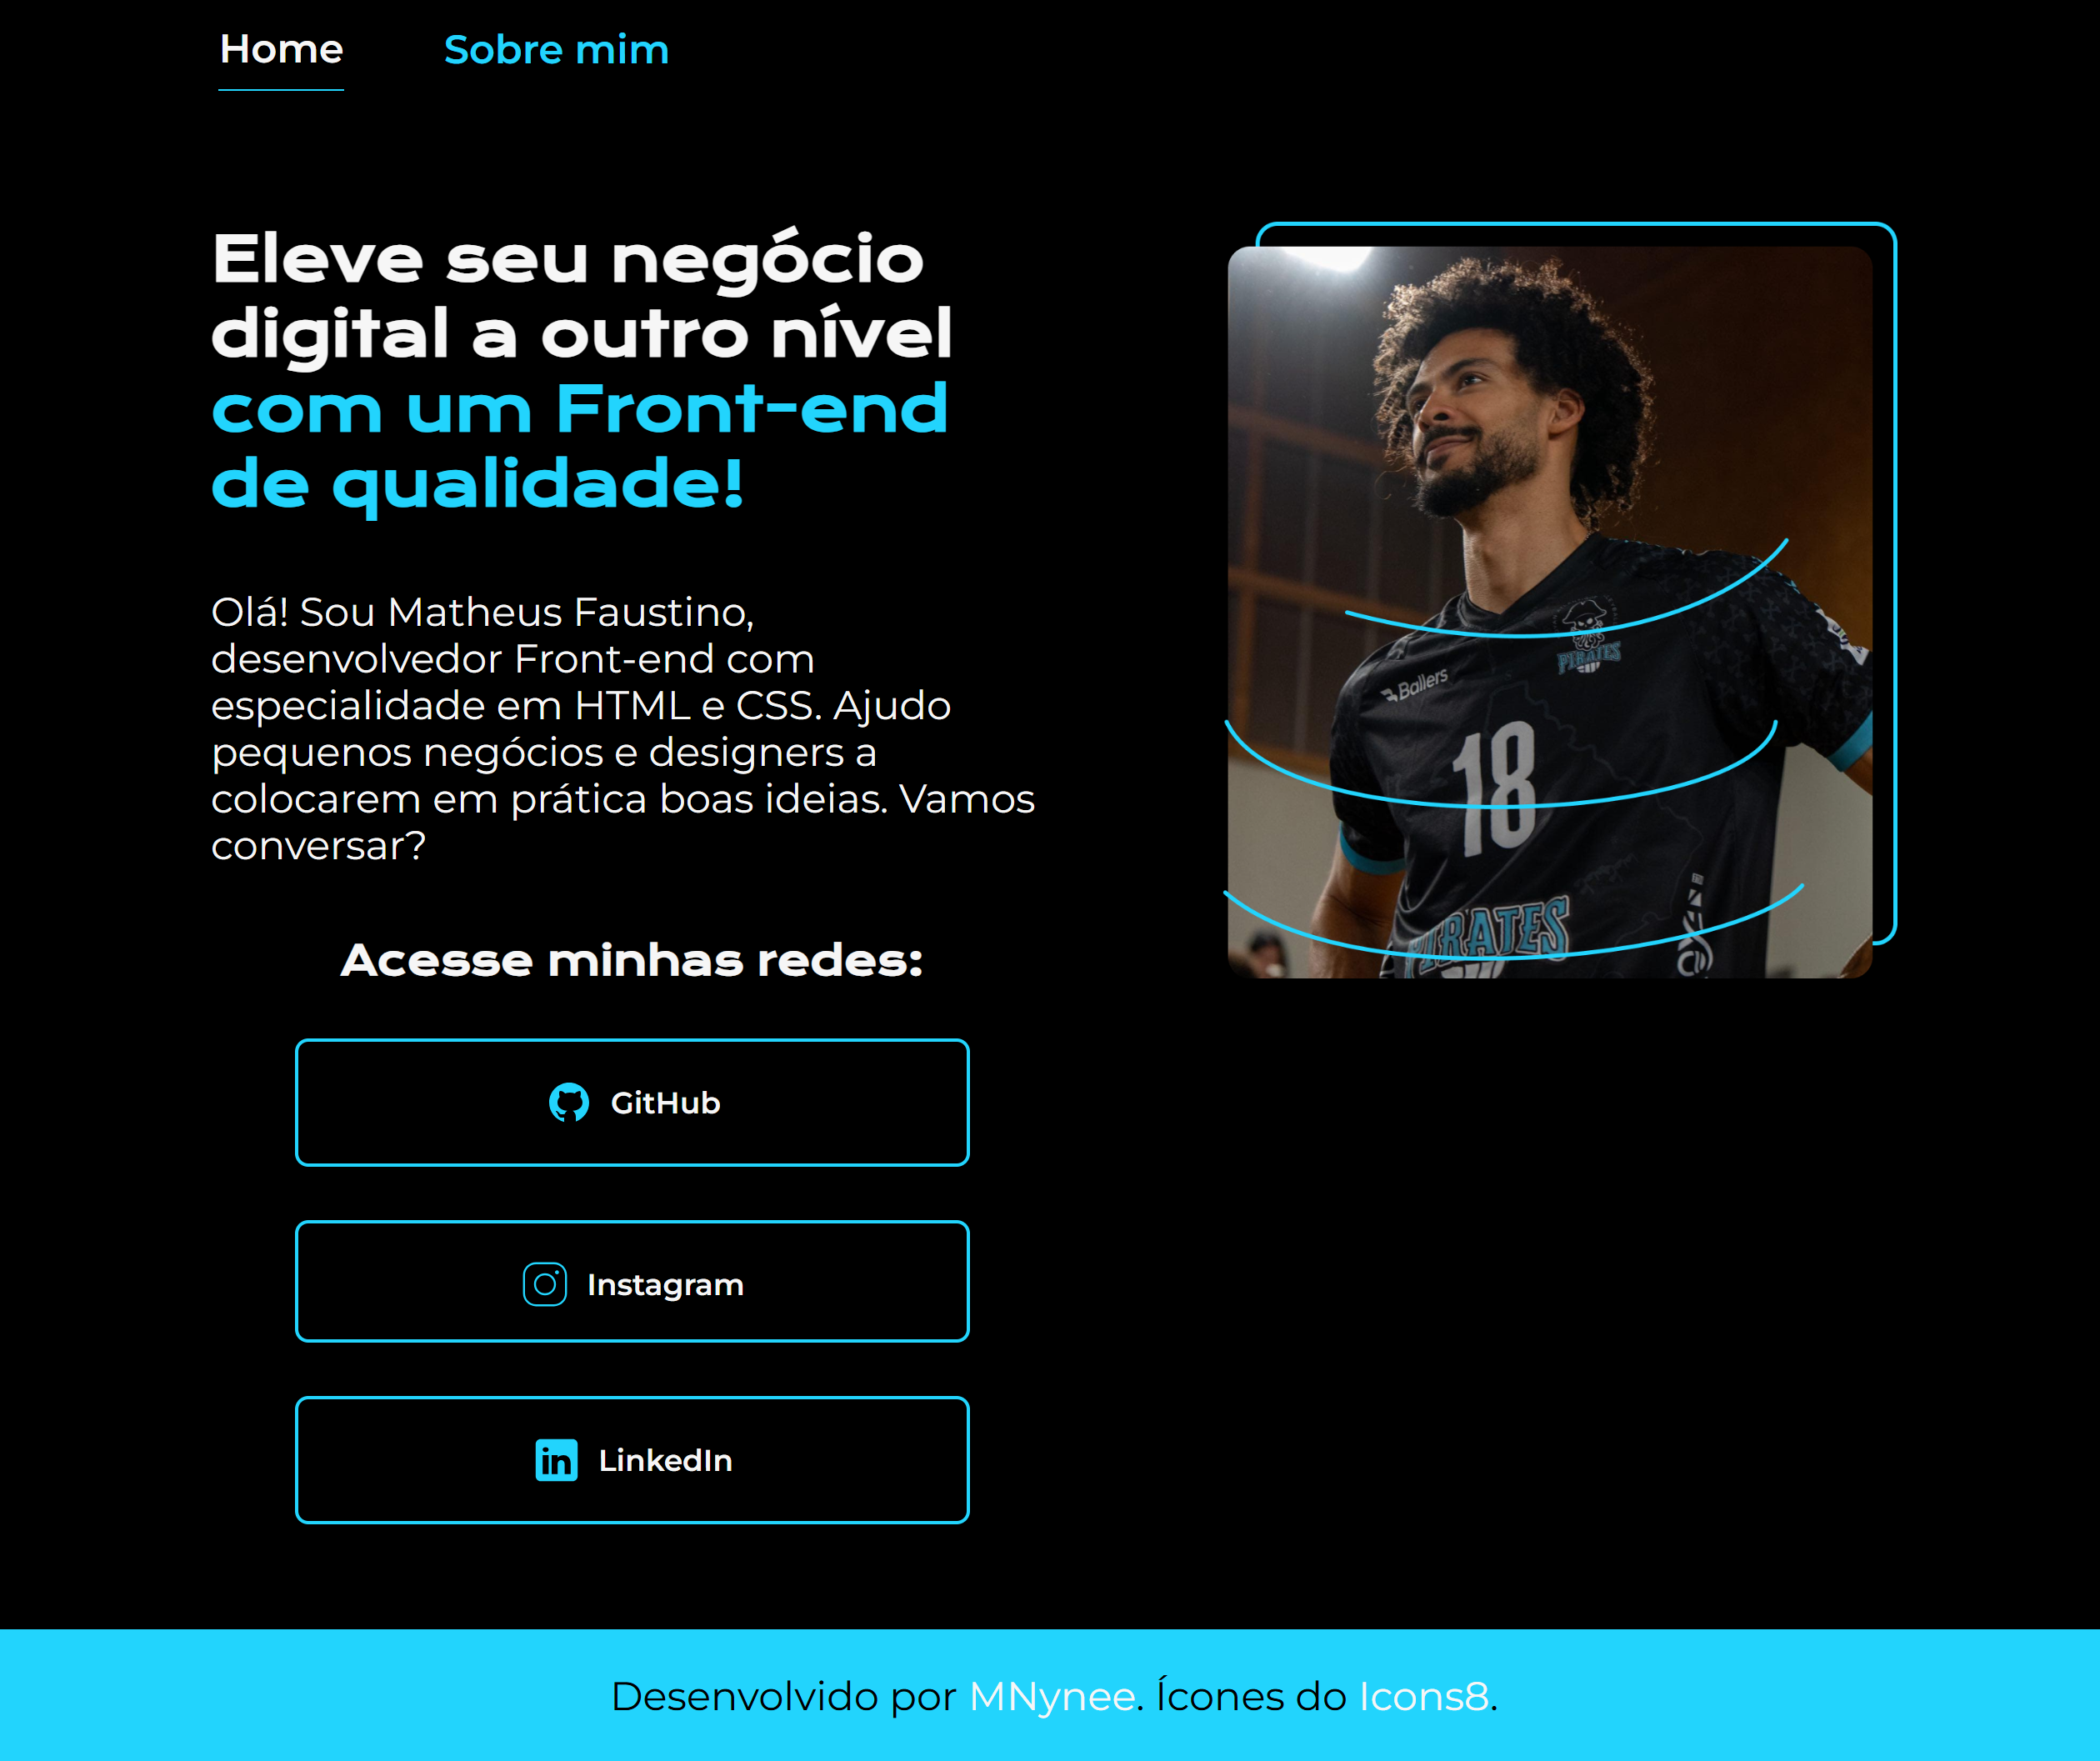 Home
Sobre mim
Eleve seu negócio
digital a outro nível
com um Front-end
de qualidade!
Olá! Sou Matheus Faustino,
desenvolvedor Front-end com
especialidade em HTML e CSS. Ajudo
pequenos negócios e designers a
colocarem em prática boas ideias. Vamos
conversar?
PIRATES
Ballers
18
PIRATES
Acesse minhas redes:
GitHub
Instagram
LinkedIn
Desenvolvido por MNynee. Ícones do Icons8.